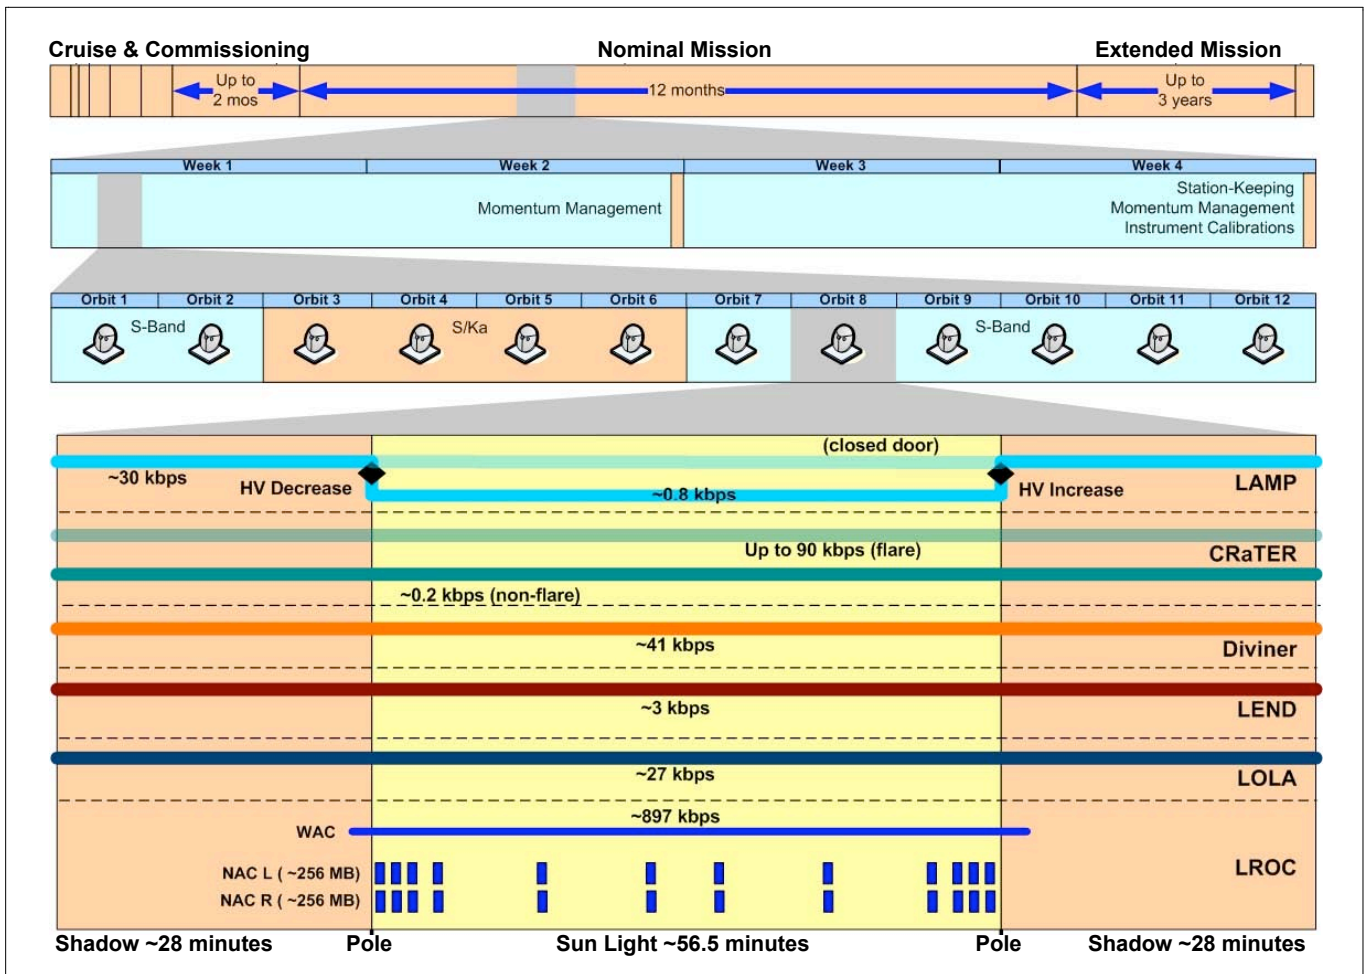 Cruise & Commissioning Nominal Mission Extended Mission
Up to
2 mos
12 months
Up to
3 years
Week 1 Week 2 Week 3 Week 4
Momentum Management
Station-Keeping
Momentum Management
Instrument Calibrations
Orbit 1 Orbit 2 Orbit 3 Orbit 4 Orbit 5 Orbit 6 Orbit 7 Orbit 8 Orbit 9 Orbit 10 Orbit 11 Orbit 12
S-Band S/Ka S-Band
(closed door)
~30 kbps
HV Decrease
~0.8 kbps
HV Increase
LAMP
Up to 90 kbps (flare)
CRaTER
~0.2 kbps (non-flare)
~41 kbps
Diviner
~3 kbps
LEND
~27 kbps
LOLA
~897 kbps
WAC
NAC L ( ~256 MB)
LROC
NAC R ( ~256 MB)
Shadow ~28 minutes Pole Sun Light ~56.5 minutes Pole Shadow ~28 minutes